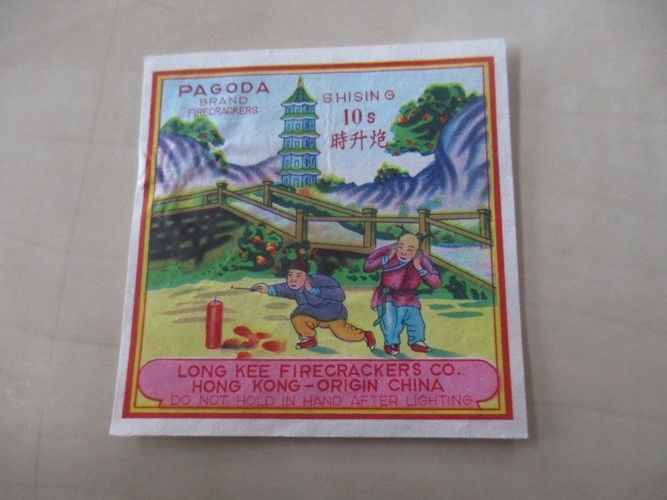 PAGODA
BRAND
FIRECRACKERS
SHISING
10s
時升炮
LONG KEE FIRECRACKERS CO.
HONG KONG-ORIGIN CHINA
DO NOT HOLD IN HAND AFTER LIGHTING